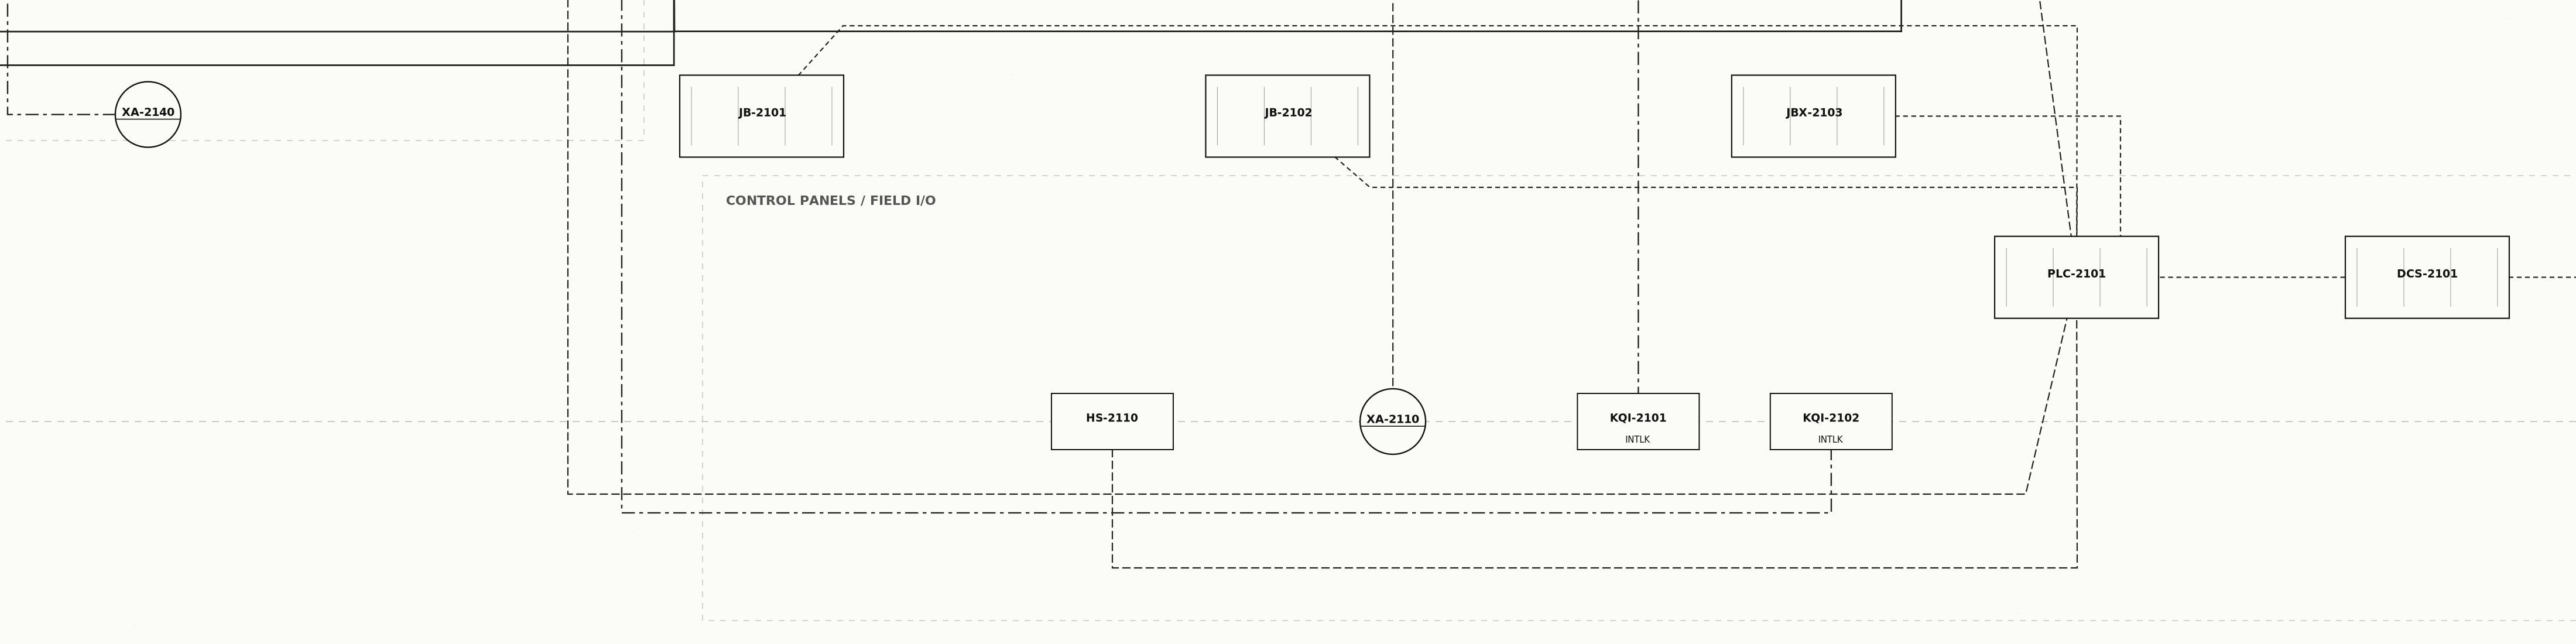 XA-2140
JB-2101
JB-2102
JBX-2103
CONTROL PANELS / FIELD I/O
PLC-2101
DCS-2101
HS-2110
XA-2110
KQI-2101
INTLK
KQI-2102
INTLK